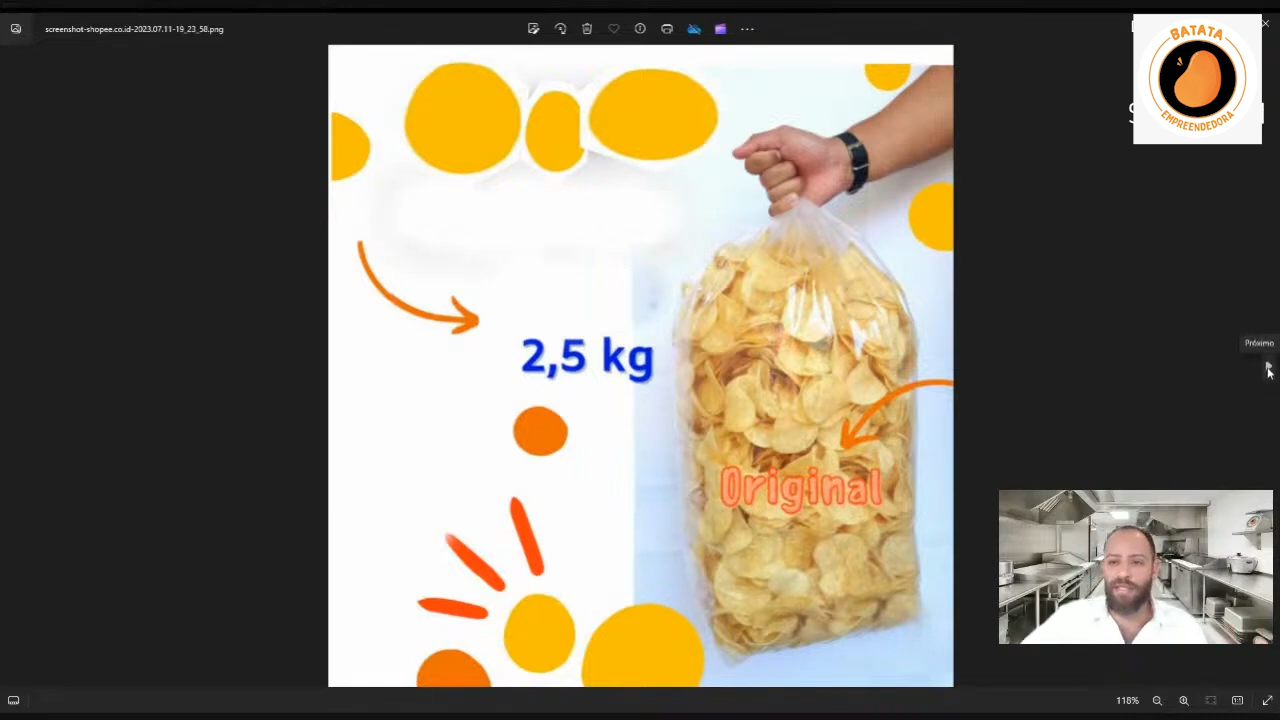 screenshot-shopee.co.id-2023.07.11-19_23_58.png
BATATA
EMPREENDEDORA
2,5 kg
Próximo
Original
118%